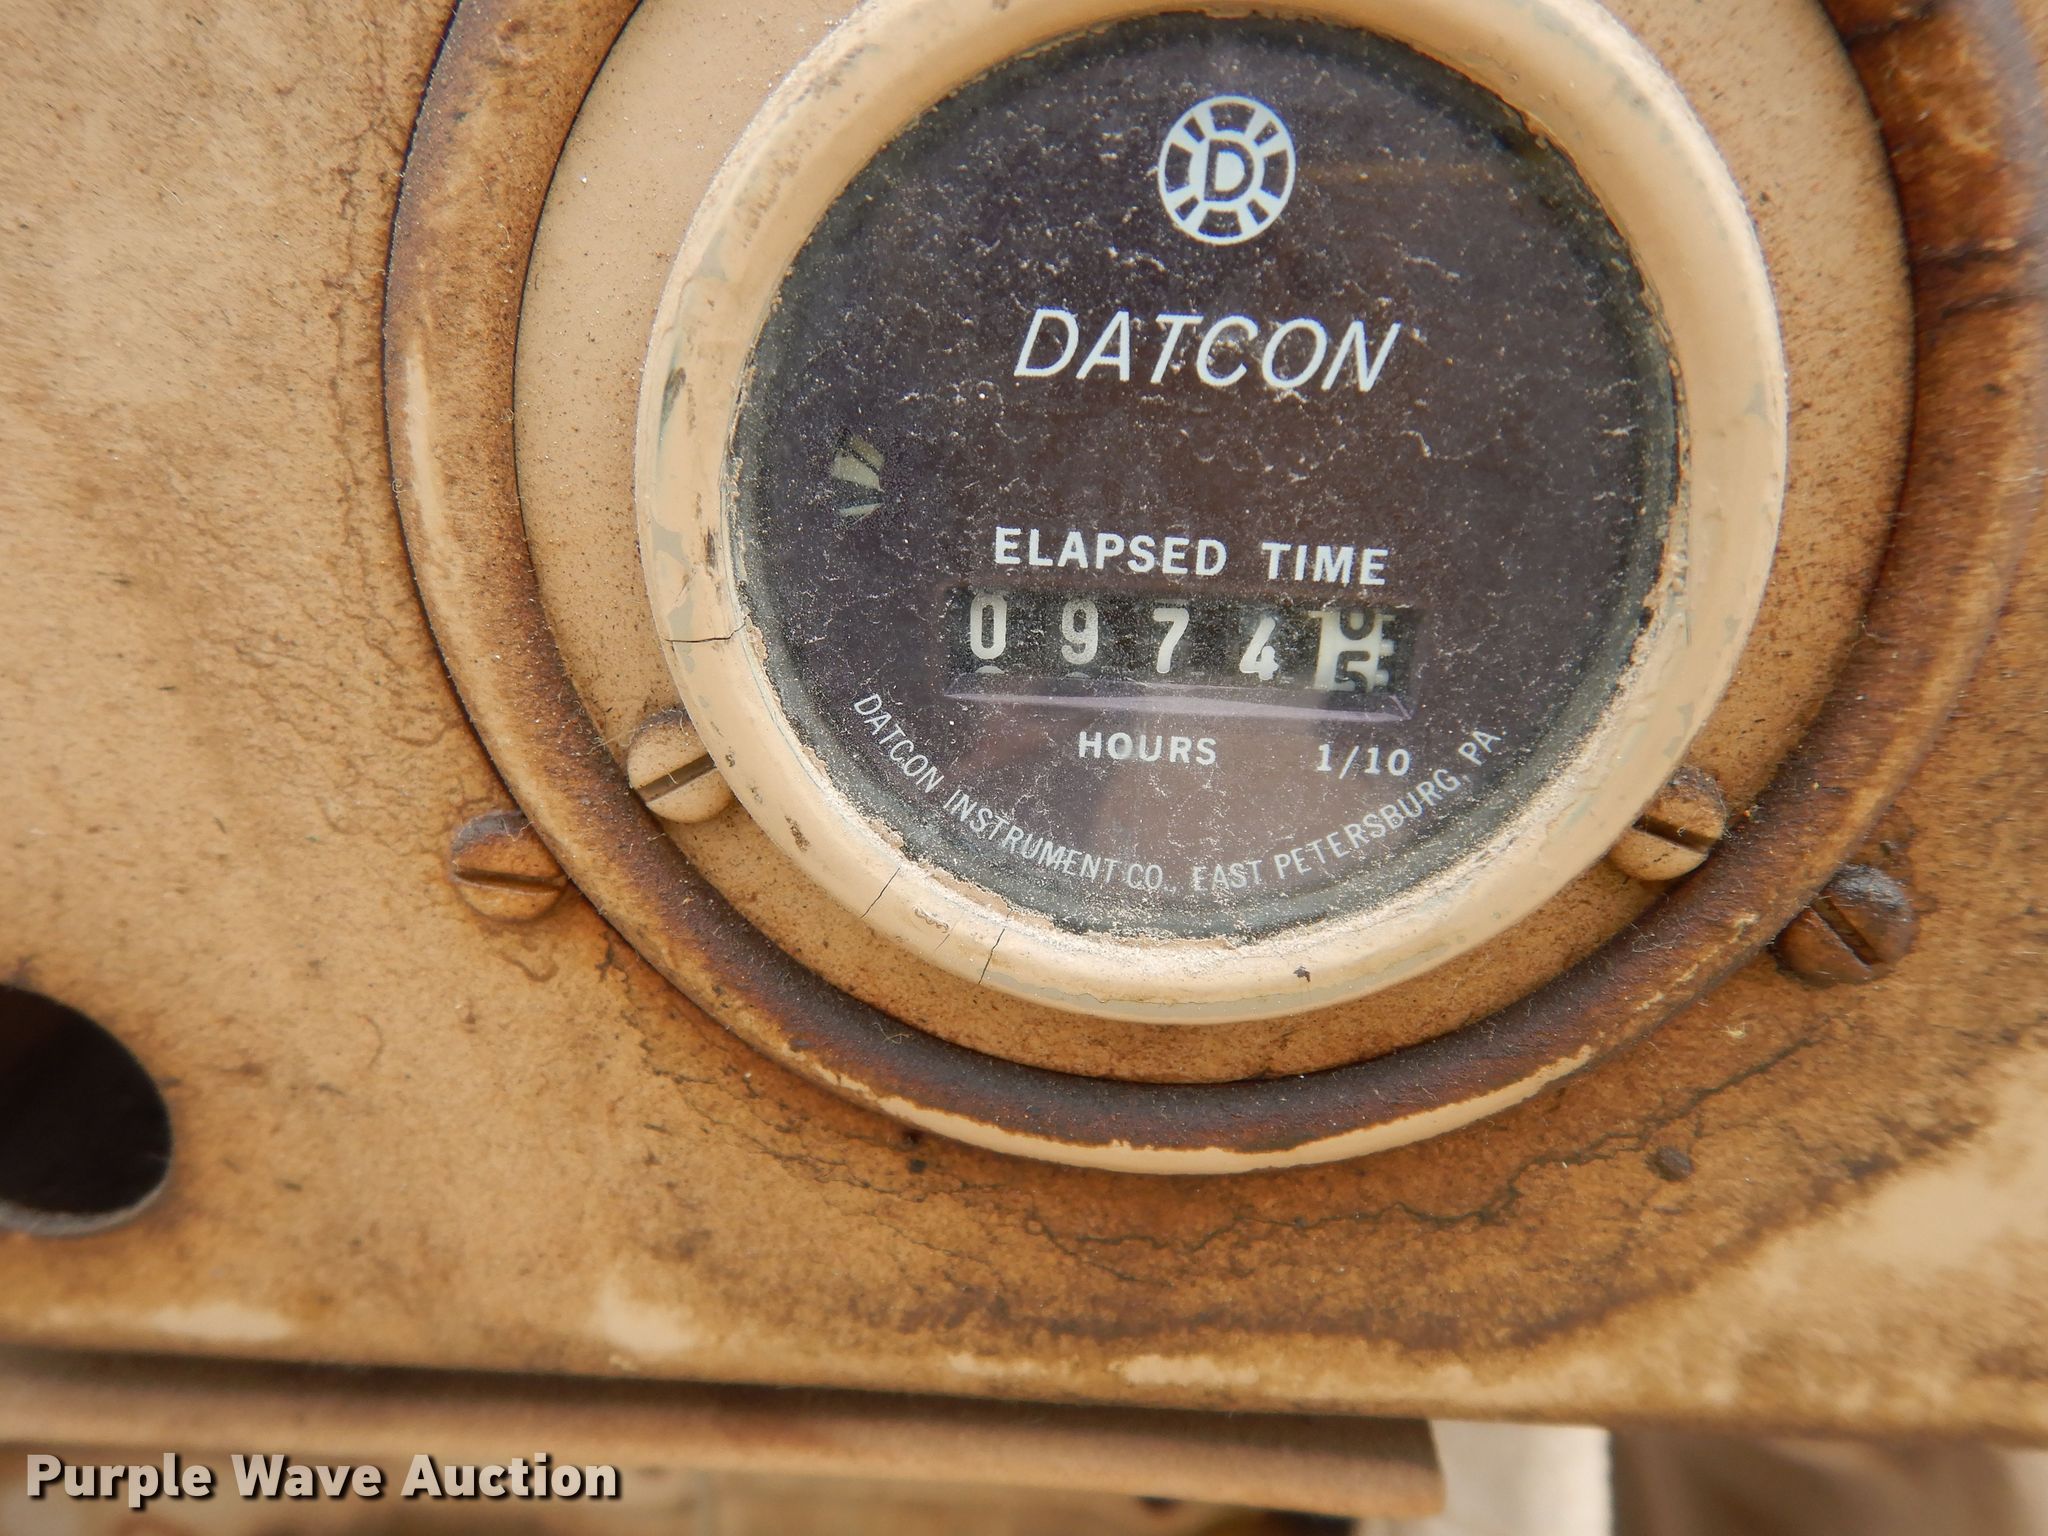 D
DATCON
ELAPSED TIME
0974
HOURS 1/10
DATCON INSTRUMENT CO., EAST PETERSBURG, PA
Purple Wave Auction